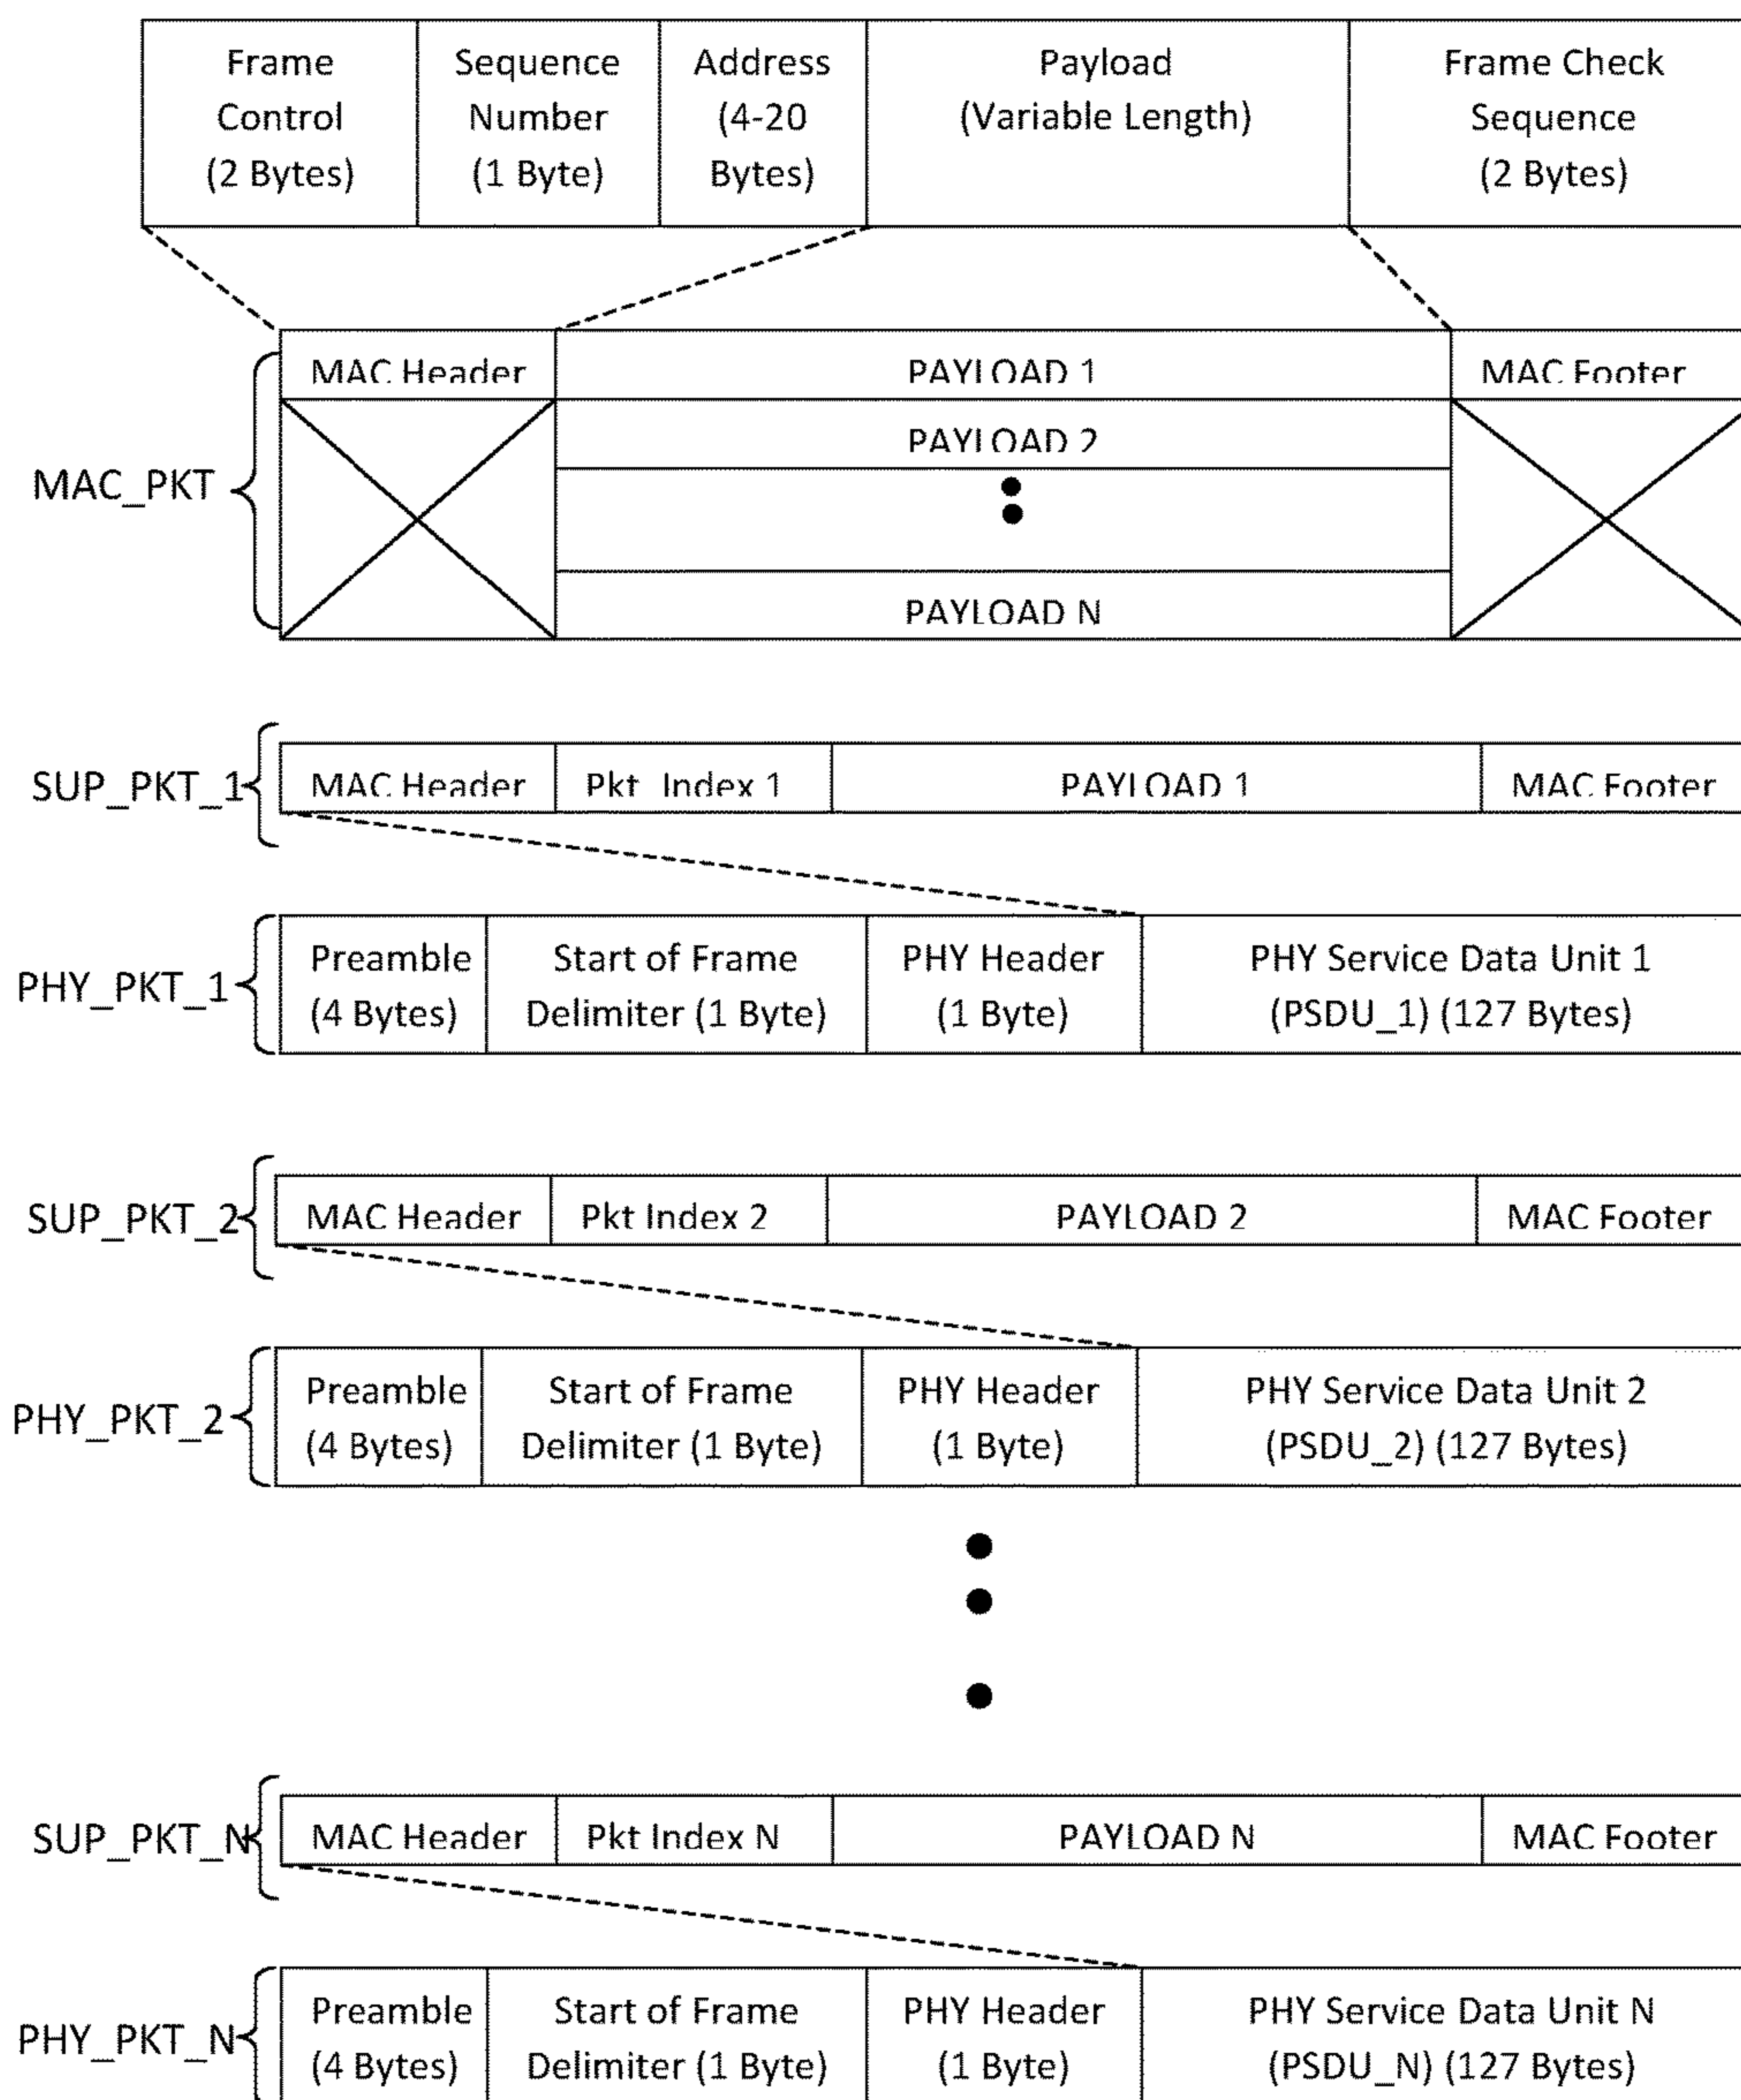 Frame Control (2 Bytes)
Sequence Number (1 Byte)
Address (4-20 Bytes)
Payload (Variable Length)
Frame Check Sequence (2 Bytes)
MAC_PKT
MAC Header
PAYLOAD 1
MAC Footer
PAYLOAD 2
PAYLOAD N
SUP_PKT_1
MAC Header
Pkt Index 1
PAYLOAD 1
MAC Footer
PHY_PKT_1
Preamble (4 Bytes)
Start of Frame Delimiter (1 Byte)
PHY Header (1 Byte)
PHY Service Data Unit 1 (PSDU_1) (127 Bytes)
SUP_PKT_2
MAC Header
Pkt Index 2
PAYLOAD 2
MAC Footer
PHY_PKT_2
Preamble (4 Bytes)
Start of Frame Delimiter (1 Byte)
PHY Header (1 Byte)
PHY Service Data Unit 2 (PSDU_2) (127 Bytes)
SUP_PKT_N
MAC Header
Pkt Index N
PAYLOAD N
MAC Footer
PHY_PKT_N
Preamble (4 Bytes)
Start of Frame Delimiter (1 Byte)
PHY Header (1 Byte)
PHY Service Data Unit N (PSDU_N) (127 Bytes)